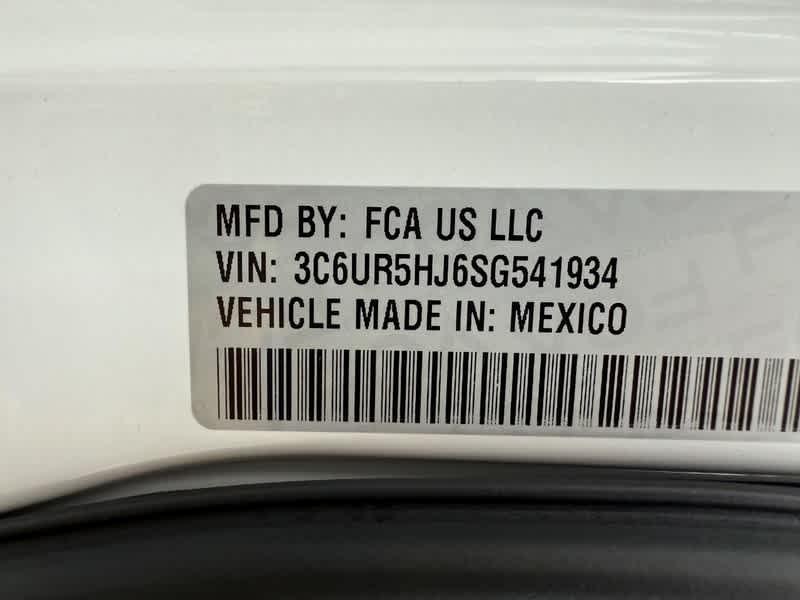 MFD BY: FCA US LLC
VIN: 3C6UR5HJ6SG541934
VEHICLE MADE IN: MEXICO